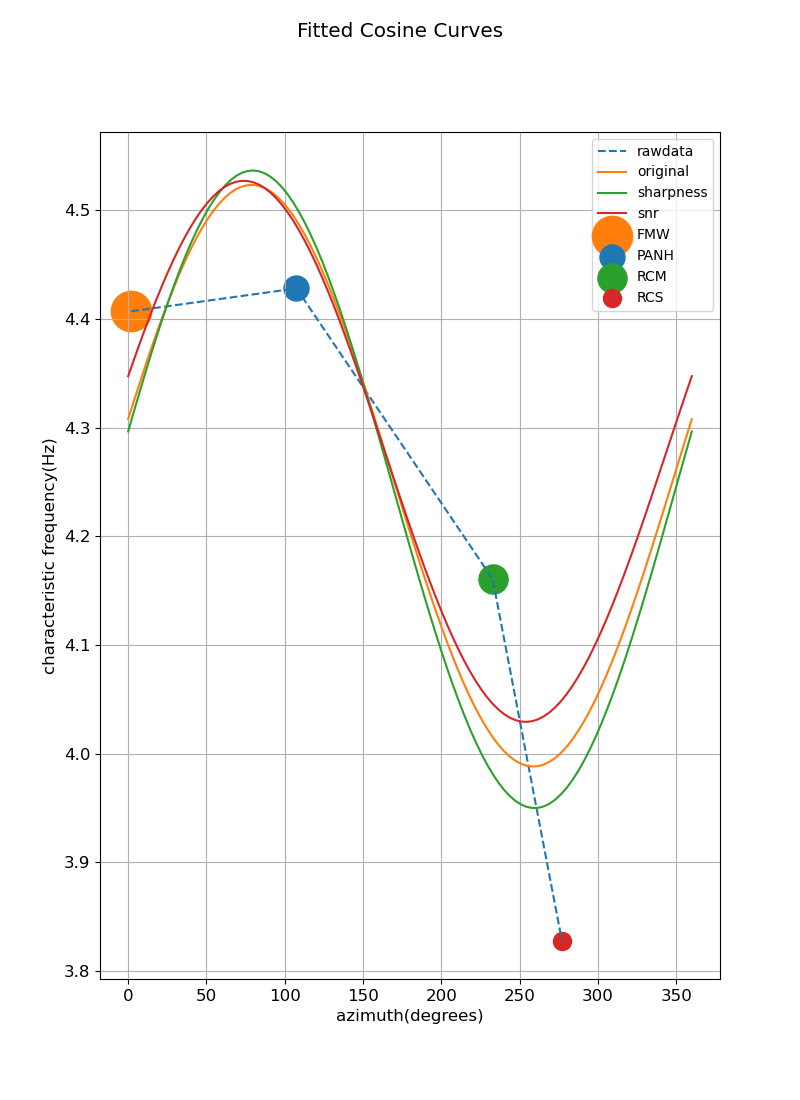 Fitted Cosine Curves
rawdata
original
sharpness
snr
FMW
PANH
RCM
RCS
4.5
4.4
4.3
4.2
4.1
4.0
3.9
3.8
characteristic frequency(Hz)
0 50 100 150 200 250 300 350
azimuth(degrees)